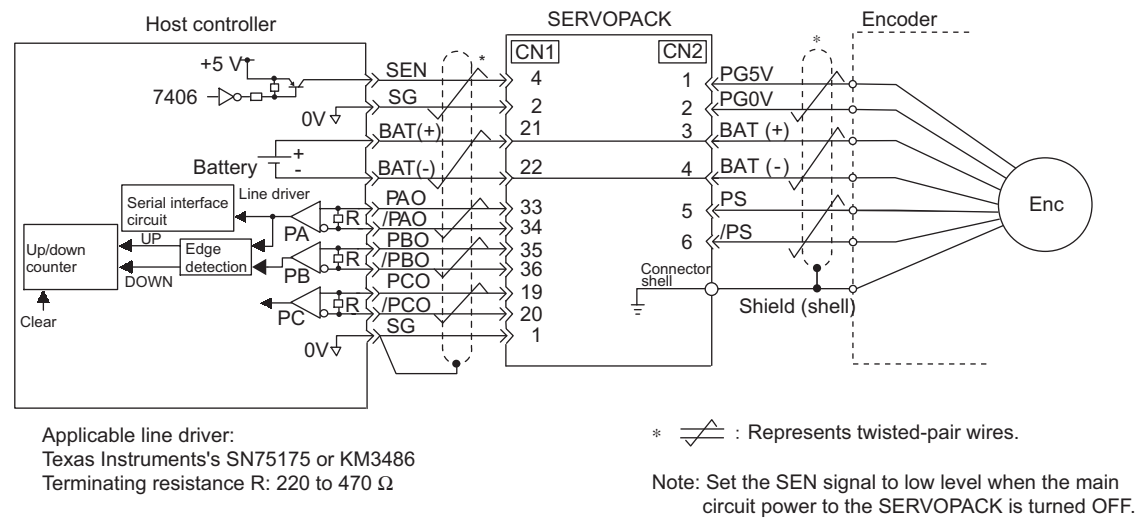 Host controller
SERVOPACK
Encoder
+5 V
7406
0V
SEN
SG
*
CN1
4
2
CN2
1
2
*
PG5V
PG0V
Battery
+
-
BAT(+)
BAT(-)
21
22
3
4
BAT (+)
BAT (-)
Serial interface
circuit
Line driver
Up/down
counter
UP
DOWN
Edge
detection
Clear
PA
PB
PC
R
R
R
PAO
/PAO
PBO
/PBO
PCO
/PCO
SG
0V
33
34
35
36
19
20
1
5
6
PS
/PS
Enc
Connector
shell
Shield (shell)
Applicable line driver:
Texas Instruments's SN75175 or KM3486
Terminating resistance R: 220 to 470 Ω
* : Represents twisted-pair wires.
Note: Set the SEN signal to low level when the main
circuit power to the SERVOPACK is turned OFF.